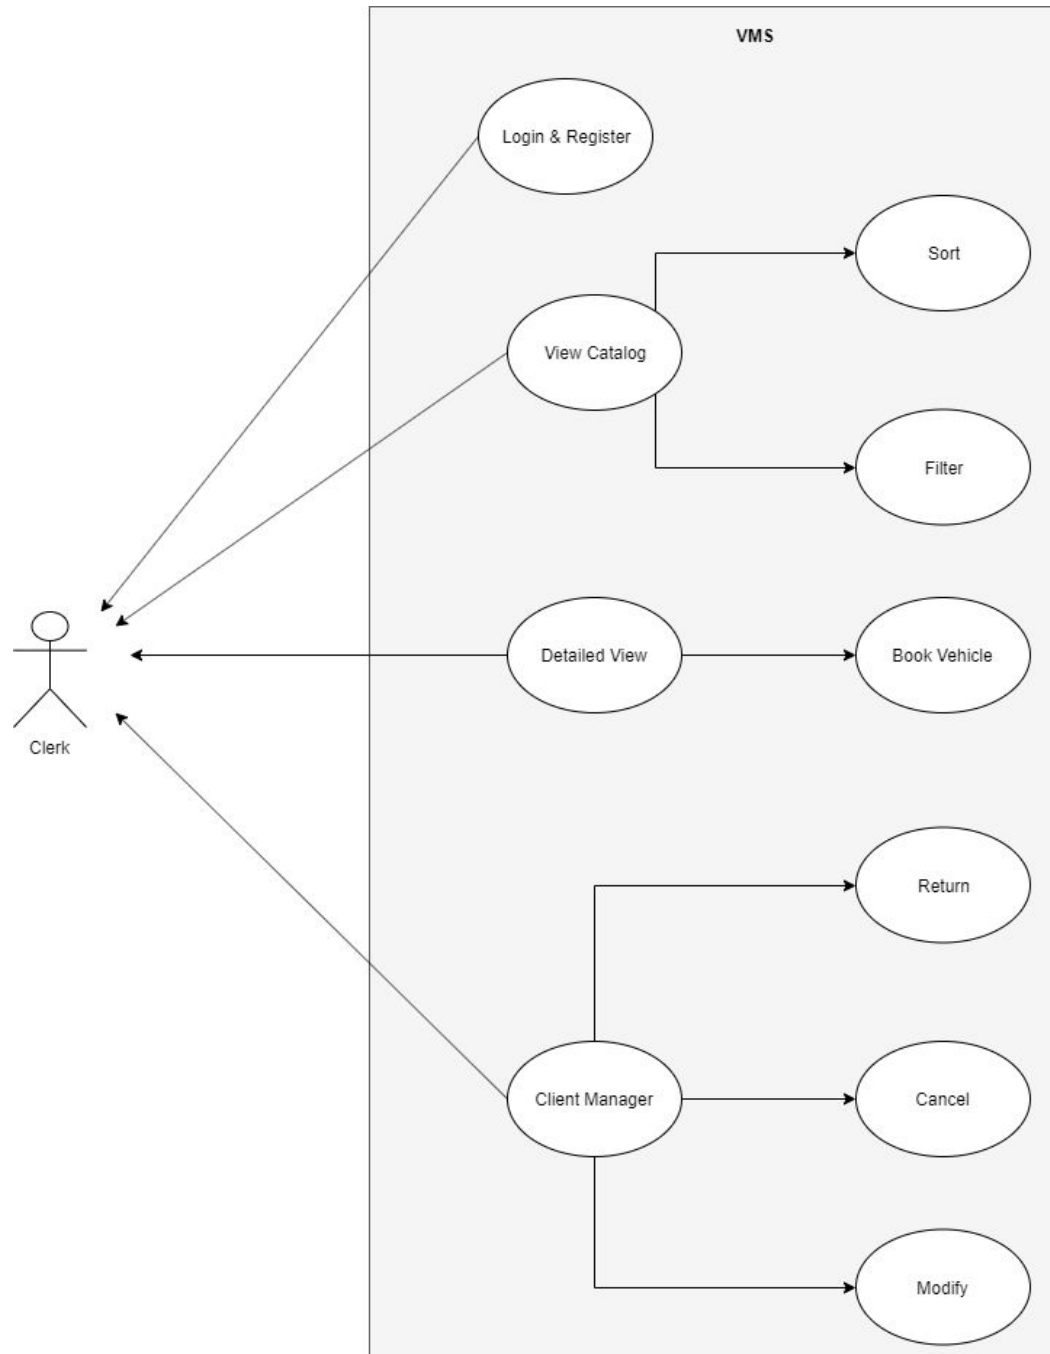 VMS
Login & Register
Sort
View Catalog
Filter
Detailed View
Book Vehicle
Clerk
Return
Client Manager
Cancel
Modify